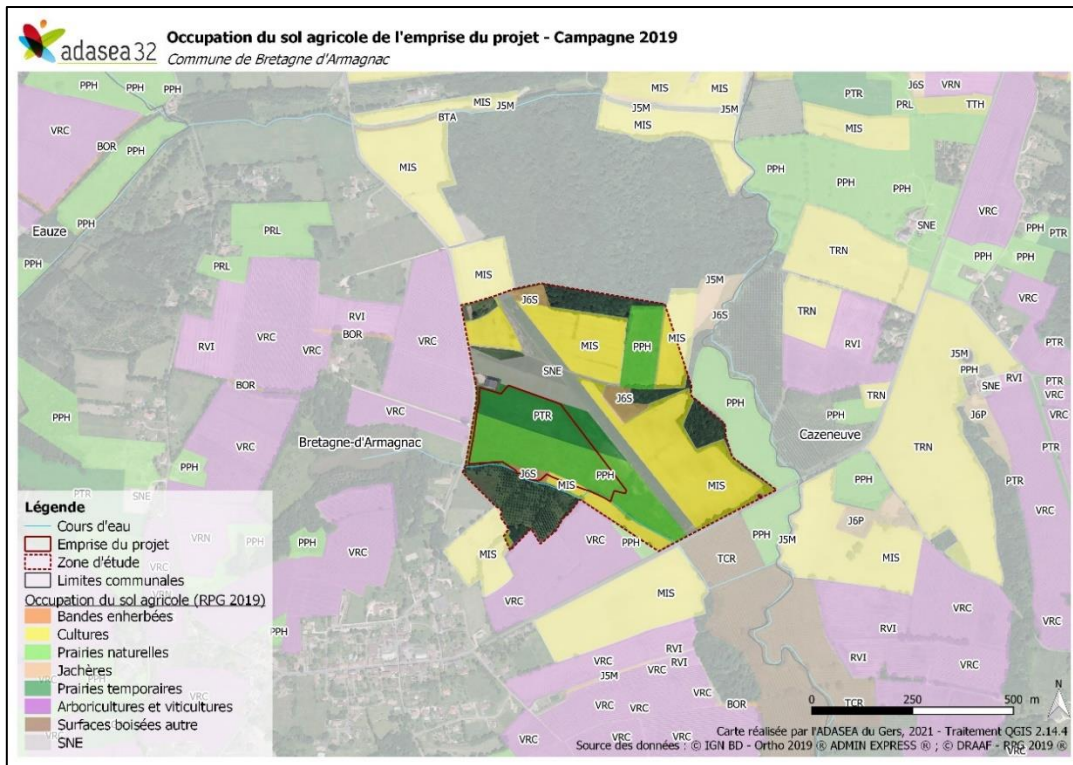 adasea32
Occupation du sol agricole de l'emprise du projet - Campagne 2019
Commune de Bretagne d'Armagnac
PPH PPH PPH MIS J5M MIS MIS PTR J6S VRN
VRC BTA J5M J5M PRL TTH
BOR PPH MIS MIS MIS
PPH PPH PPH
PPH VRC
Eauze PRL SNE PPH PTR
PPH PRL MIS TRN PPH PPH
J6S J5M J6S VRC
RVI TRN
RVI VRC VRC MIS PPH MIS RVI PTR
BOR VRC SNE J5M PPH RVI
BOR J6S PPH TRN SNE PTR
PPH VRC VRC PTR PPH J6P VRC
Bretagne-d'Armagnac Cazeneuve
PPH J6S PPH TRN PTR PTR
PTR MIS MIS PPH
SNE J6P
VRN PPH VRC MIS VRC PPH PPH J5M MIS
TCR
VRC VRC
PPH MIS RVI
VRC RVI VRC
VRC J5M VRC RVI
VRC BOR TCR
VRC VRC
Légende
Cours d'eau
Emprise du projet
Zone d'étude
Limites communales
Occupation du sol agricole (RPG 2019)
Bandes enherbées
Cultures
Prairies naturelles
Jachères
Prairies temporaires
Arboricultures et viticultures
Surfaces boisées autre
SNE
N
0 250 500 m
Carte réalisée par l'ADASEA du Gers, 2021 - Traitement QGIS 2.14.4
Source des données : © IGN BD - Ortho 2019 ® ADMIN EXPRESS ® ; © DRAAF - RPG 2019 ®